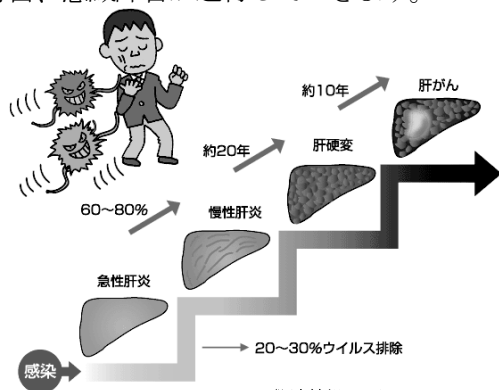 約10年
肝がん
約20年
肝硬変
60〜80%
慢性肝炎
急性肝炎
20〜30%ウイルス排除
感染